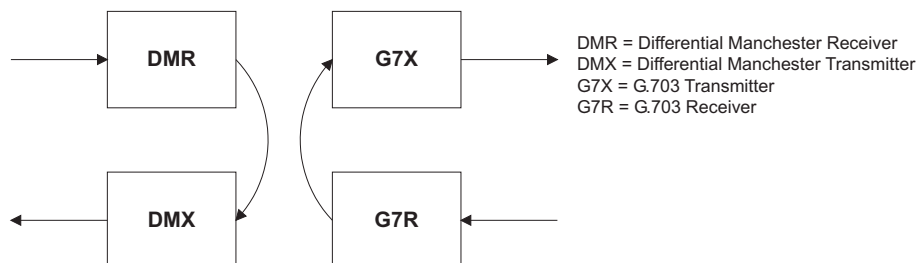 DMR
G7X
DMR = Differential Manchester Receiver
DMX = Differential Manchester Transmitter
G7X = G.703 Transmitter
G7R = G.703 Receiver
DMX
G7R